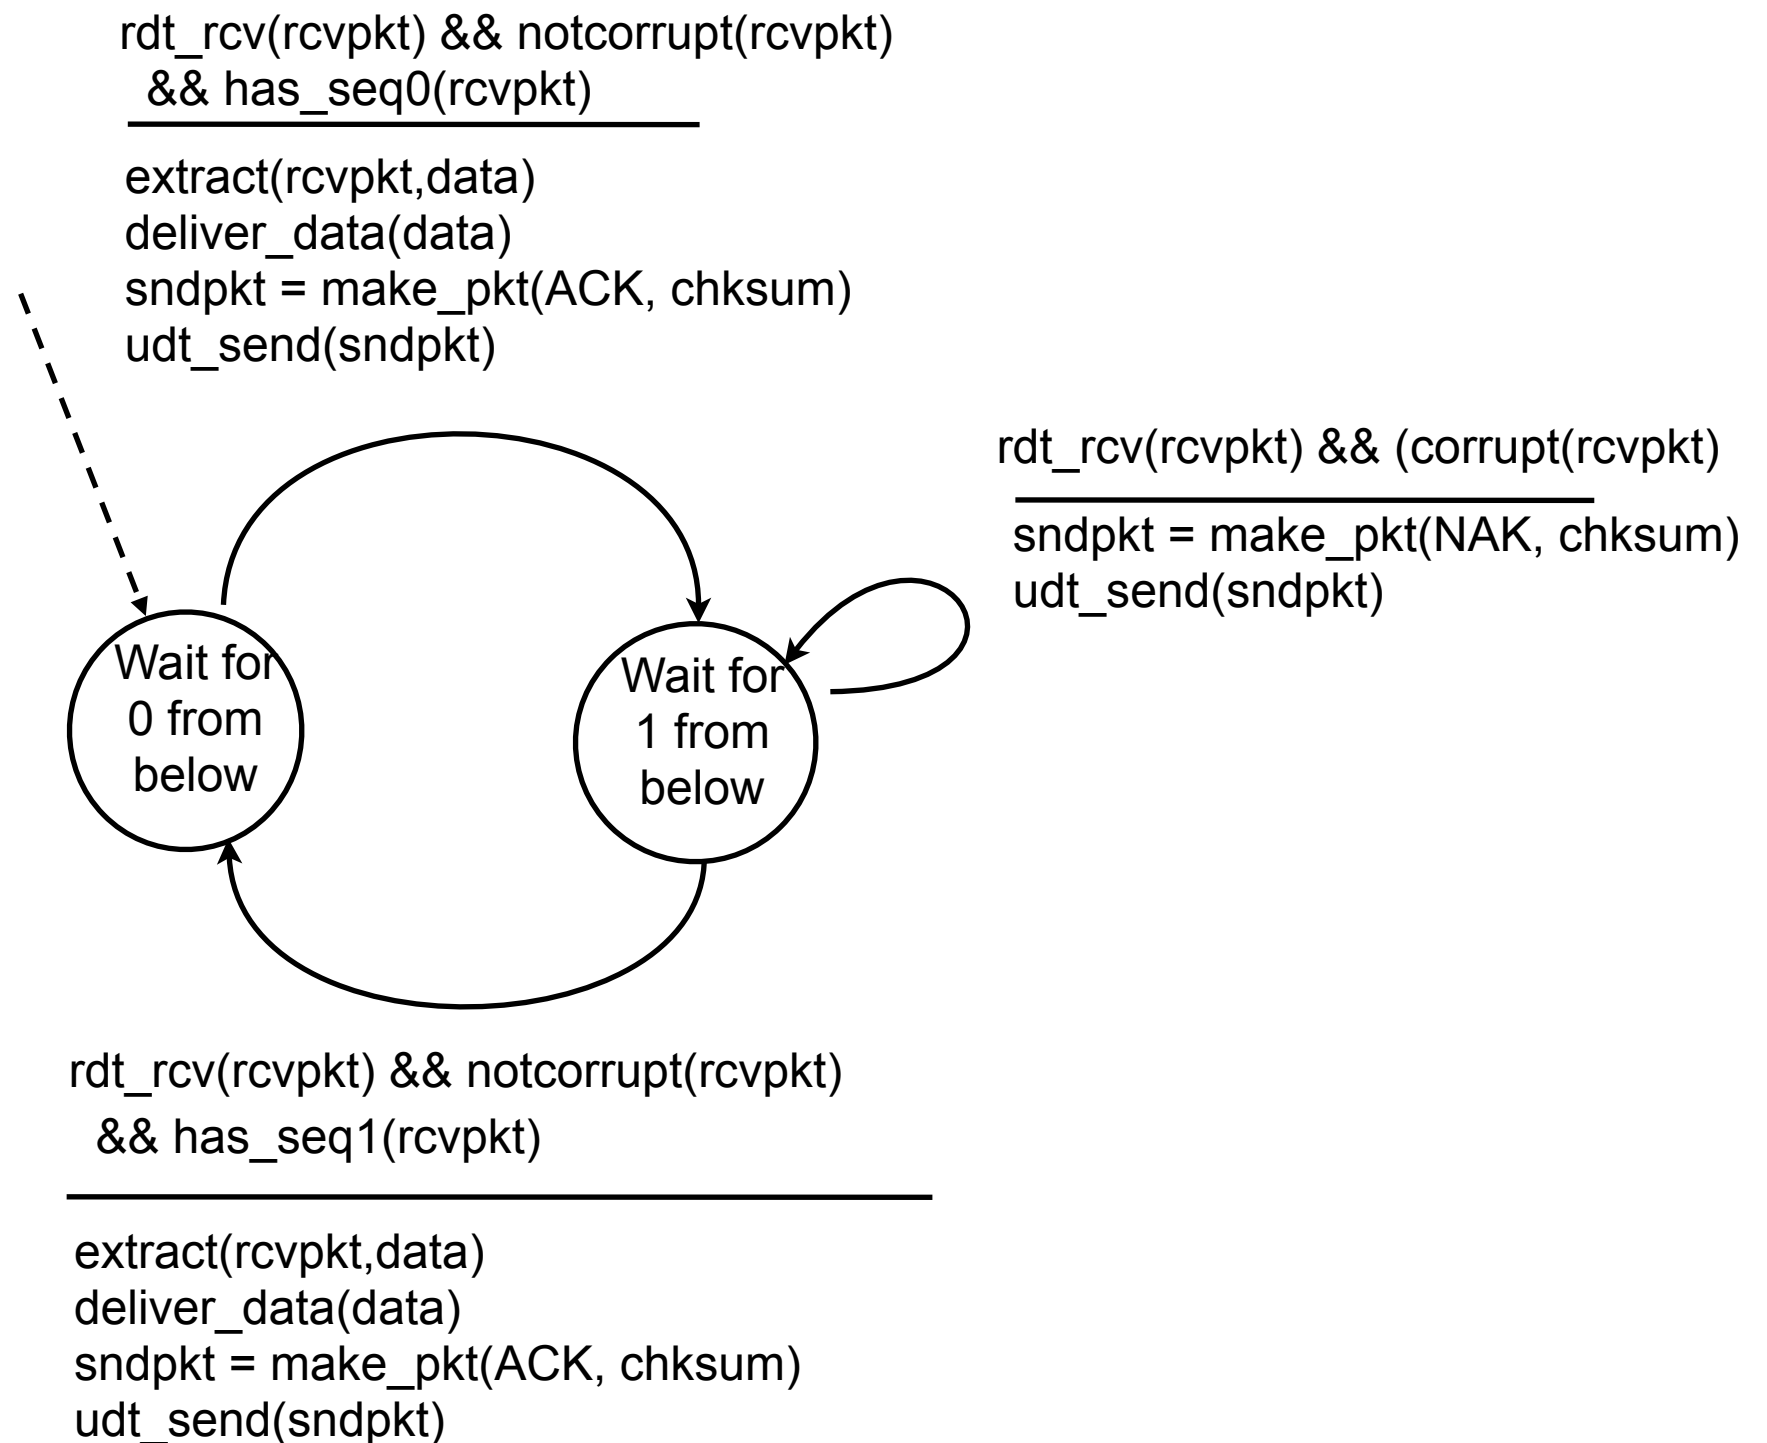 rdt_rcv(rcvpkt) && notcorrupt(rcvpkt)
&& has_seq0(rcvpkt)
extract(rcvpkt,data)
deliver_data(data)
sndpkt = make_pkt(ACK, chksum)
udt_send(sndpkt)
rdt_rcv(rcvpkt) && (corrupt(rcvpkt)
sndpkt = make_pkt(NAK, chksum)
udt_send(sndpkt)
Wait for
0 from
below
Wait for
1 from
below
rdt_rcv(rcvpkt) && notcorrupt(rcvpkt)
&& has_seq1(rcvpkt)
extract(rcvpkt,data)
deliver_data(data)
sndpkt = make_pkt(ACK, chksum)
udt_send(sndpkt)